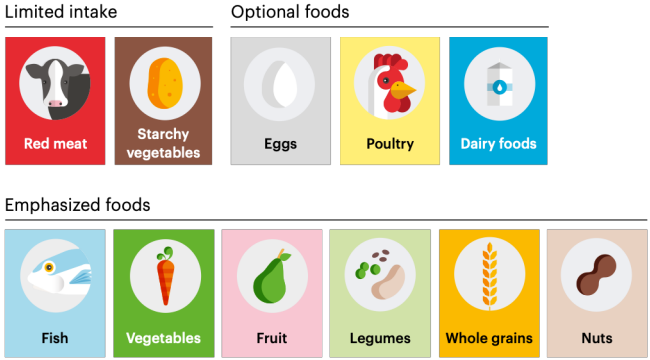 Limited intake
Optional foods
Red meat
Starchy
vegetables
Eggs
Poultry
Dairy foods
Emphasized foods
Fish
Vegetables
Fruit
Legumes
Whole grains
Nuts